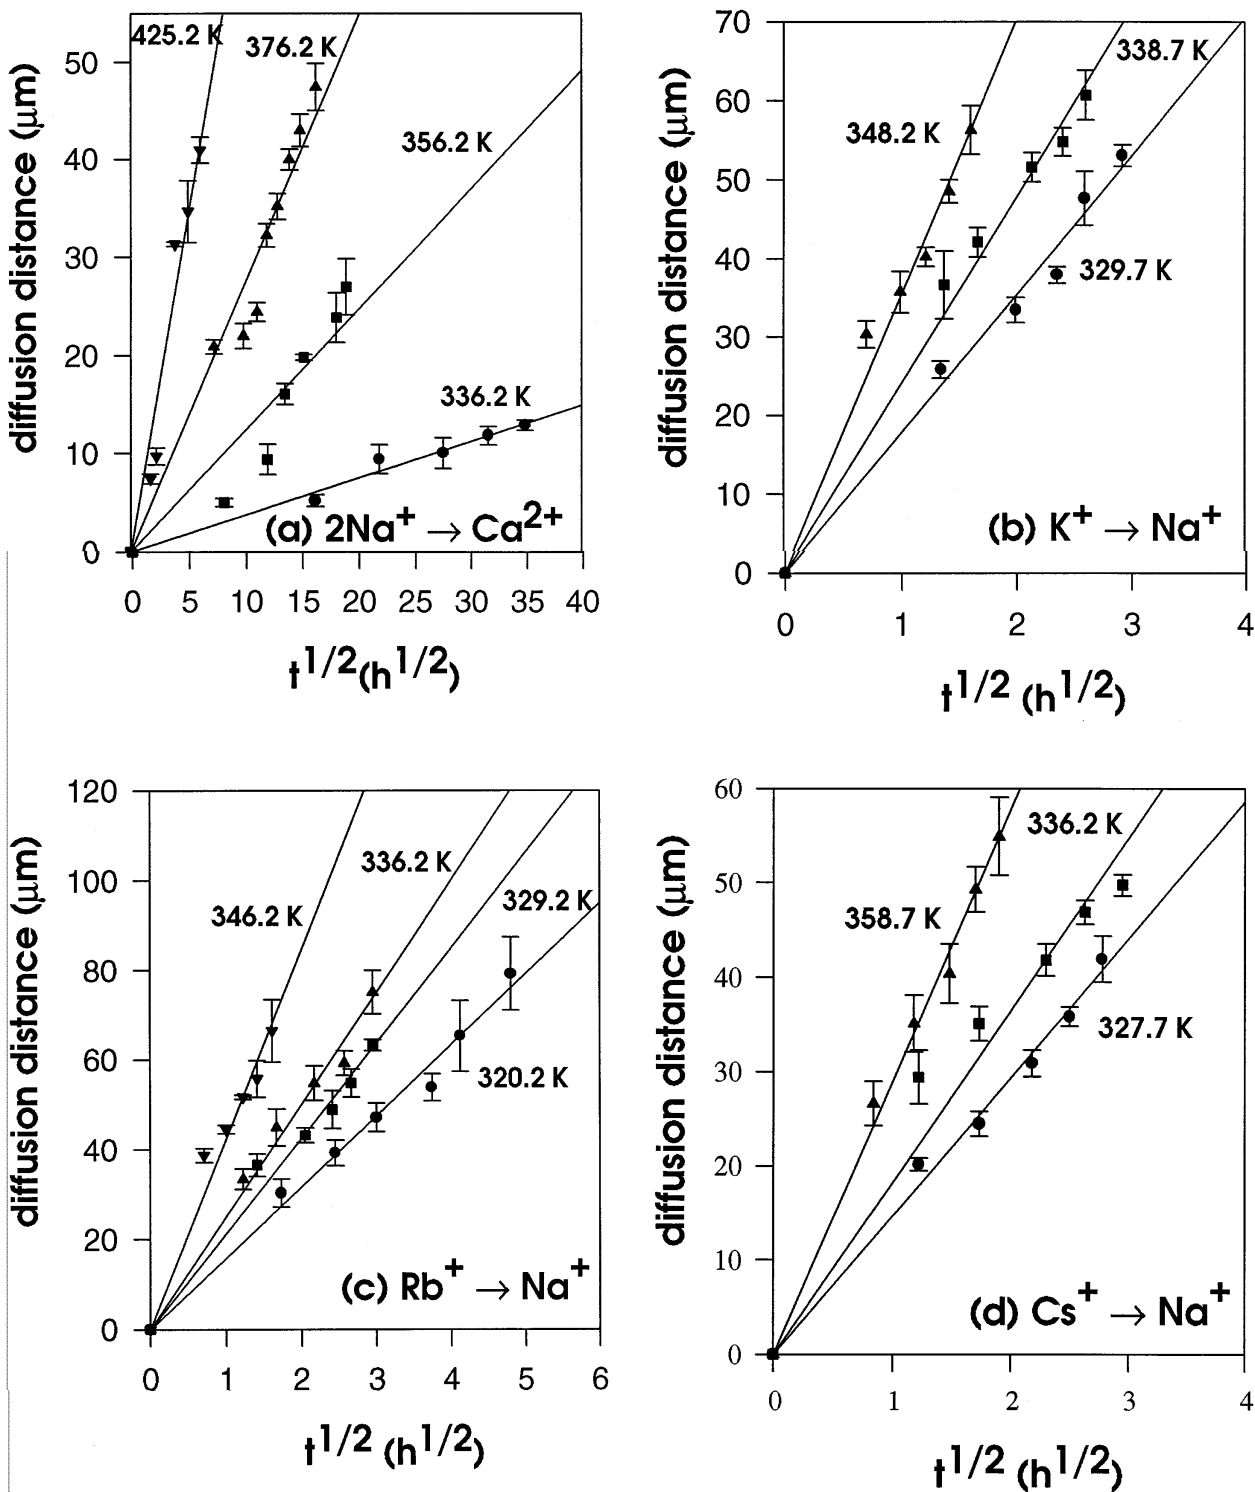 425.2 K
376.2 K
356.2 K
336.2 K
diffusion distance (μm)
50
40
30
20
10
0
(a) 2Na⁺ → Ca²⁺
0 5 10 15 20 25 30 35 40
t^1/2(h^1/2)
348.2 K
338.7 K
329.7 K
diffusion distance (μm)
70
60
50
40
30
20
10
0
(b) K⁺ → Na⁺
0 1 2 3 4
t^1/2 (h^1/2)
346.2 K
336.2 K
329.2 K
320.2 K
diffusion distance (μm)
120
100
80
60
40
20
0
(c) Rb⁺ → Na⁺
0 1 2 3 4 5 6
t^1/2 (h^1/2)
358.7 K
336.2 K
327.7 K
diffusion distance (μm)
60
50
40
30
20
10
0
(d) Cs⁺ → Na⁺
0 1 2 3 4
t^1/2 (h^1/2)